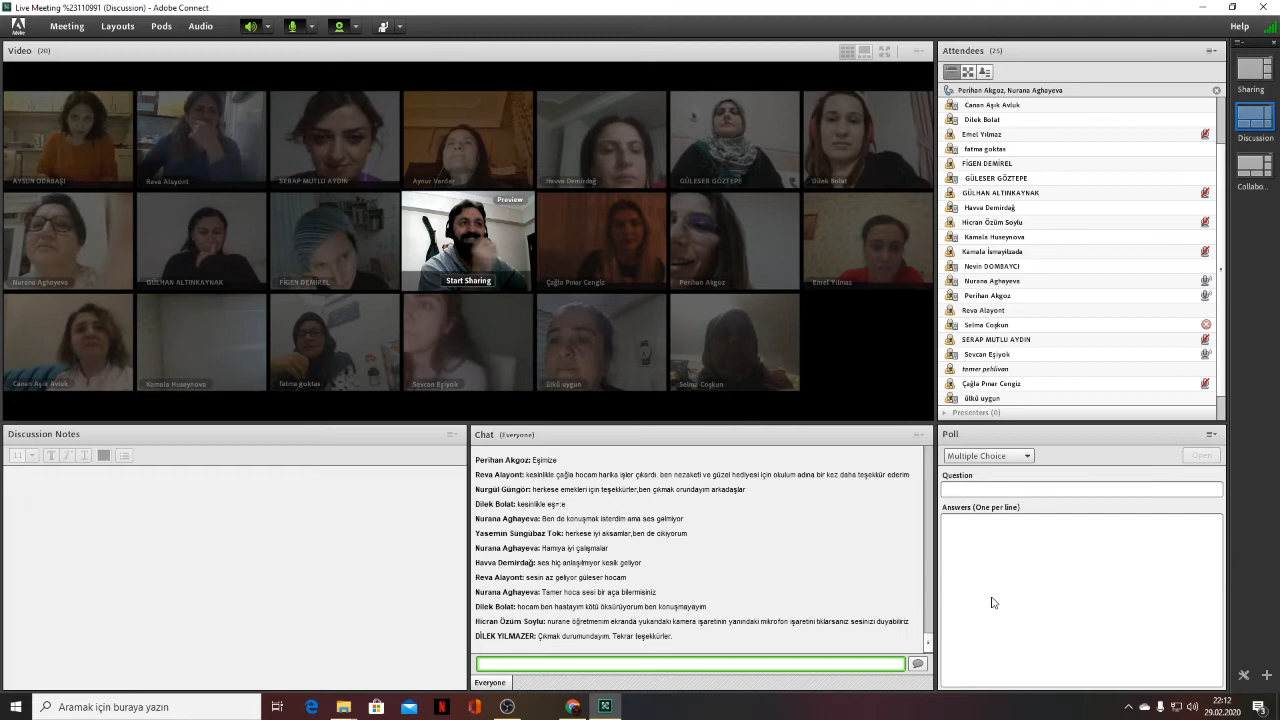 Live Meeting %23110991 (Discussion) - Adobe Connect
Adobe
Meeting
Layouts
Pods
Audio
Help
Video (20)
AYSUN ODABAŞI
Reva Alayont
SERAP MUTLU AYDIN
Aynur Vardar
Havva Demirdağ
GÜLESER GÖZTEPE
Dilek Bolat
Nurana Aghayeva
GÜLHAN ALTINKAYNAK
FİGEN DEMIREL
Preview
Start Sharing
Çağla Pınar Cengiz
Perihan Akgoz
Emel Yılmaz
Canan Aşık Avluk
Kamala Huseynova
fatma goktas
Sevcan Eşiyok
ülkü uygun
Selma Coşkun
Attendees (25)
Perihan Akgoz, Nurana Aghayeva
Canan Aşık Avluk
Dilek Bolat
Emel Yılmaz
fatma goktas
FİGEN DEMİREL
GÜLESER GÖZTEPE
GÜLHAN ALTINKAYNAK
Havva Demirdağ
Hicran Özüm Soylu
Kamala Huseynova
Kamala İsmayilzada
Nevin DOMBAYCI
Nurana Aghayeva
Perihan Akgoz
Reva Alayont
Selma Coşkun
SERAP MUTLU AYDIN
Sevcan Eşiyok
tamer pehlivan
Çağla Pınar Cengiz
ülkü uygun
Presenters (0)
Sharing
Discussion
Collabo...
Discussion Notes
11
T
T
T
Chat (Everyone)
Perihan Akgoz: Eşimize
Reva Alayont: kesinlikle çağla hocam harika işler çıkardı. ben nezaketi ve güzel hediyesi için okulum adına bir kez daha teşekkür ederim
Nurgül Güngör: herkese emekleri için teşekkürler,ben çıkmak orundayım arkadaşlar
Dilek Bolat: kesinlikle eş=:e
Nurana Aghayeva: Ben de konuşmak isterdim ama ses gəlmiyor
Yasemin Süngübaz Tok: herkese iyi aksamlar,ben de cikiyorum
Nurana Aghayeva: Hamıya iyi çalışmalar
Havva Demirdağ: ses hiç anlaşılmıyor kesik geliyor
Reva Alayont: sesin az geliyor güleser hocam
Nurana Aghayeva: Tamer hoca sesi bir aça bilermisiniz
Dilek Bolat: hocam ben hastayım kötü öksürüyorum ben konuşmayayım
Hicran Özüm Soylu: nurane öğretmenim ekranda yukarıdaki kamera işaretinin yanındaki mikrofon işaretini tıklarsanız sesinizi duyabiliriz
DİLEK YILMAZER: Çıkmak durumundayım. Tekrar teşekkürler.
Everyone
Poll
Multiple Choice
Open
Question
Answers (One per line)
Aramak için buraya yazın
22:12
29.02.2020